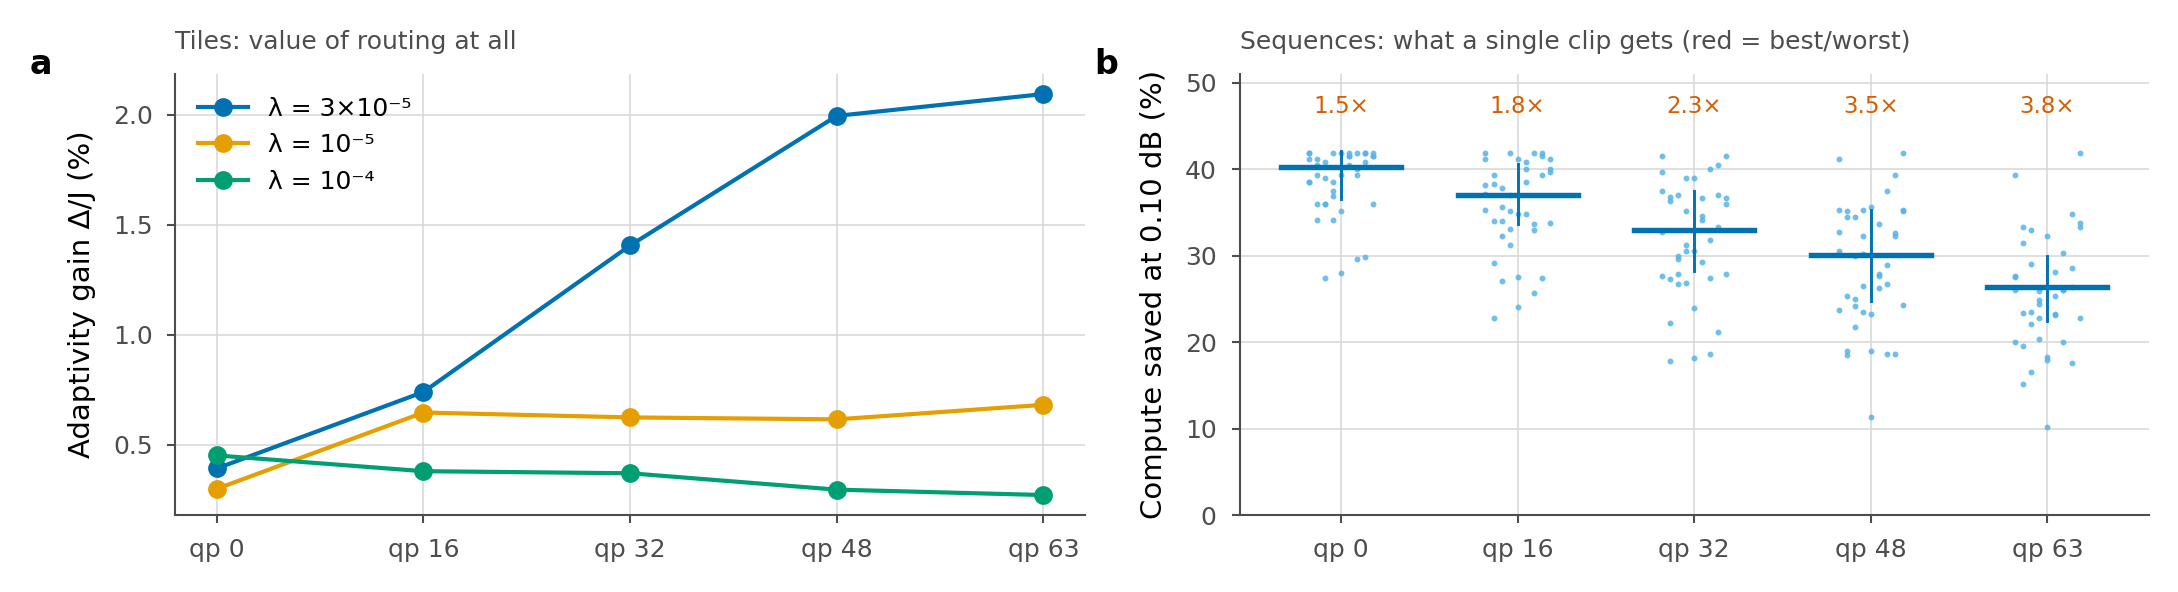 a
Tiles: value of routing at all
Adaptivity gain Δ/J (%)
2.0
1.5
1.0
0.5
λ = 3×10⁻⁵
λ = 10⁻⁵
λ = 10⁻⁴
qp 0
qp 16
qp 32
qp 48
qp 63
b
Sequences: what a single clip gets (red = best/worst)
Compute saved at 0.10 dB (%)
50
40
30
20
10
0
1.5×
1.8×
2.3×
3.5×
3.8×
qp 0
qp 16
qp 32
qp 48
qp 63